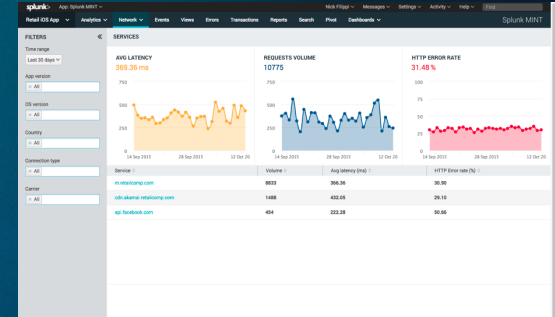 splunk> App: Splunk MINT Nick Filippi Messages Settings Activity Help Find
Retail iOS App Analytics Network Events Views Errors Transactions Reports Search Pivot Dashboards Splunk MINT
FILTERS «
SERVICES
Time range
Last 30 days
App version
All
OS version
All
Country
All
Connection type
All
Carrier
All
AVG LATENCY
369.36 ms
750
500
250
0
14 Sep 2015 28 Sep 2015 12 Oct 20
REQUESTS VOLUME
10775
750
500
250
0
14 Sep 2015 28 Sep 2015 12 Oct 20
HTTP ERROR RATE
31.48 %
100
75
50
25
0
14 Sep 2015 28 Sep 2015 12 Oct 20
Service Volume Avg latency (ms) HTTP Error rate (%)
m.retailcomp.com 8833 366.36 30.90
cdn.akamai.retailcomp.com 1488 432.05 29.10
api.facebook.com 454 222.28 50.86